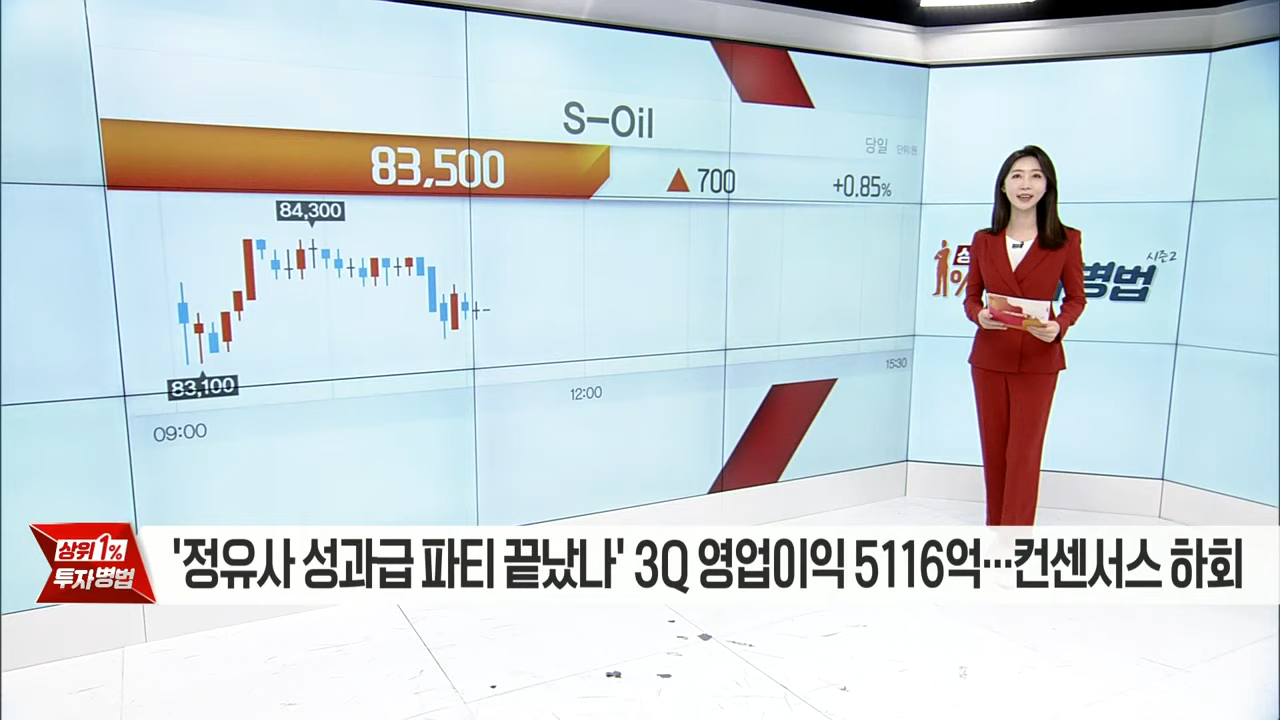 S-Oil
당일 단위:원
83,500
▲ 700
+0.85%
84,300
83,100
09:00
12:00
15:30
시즌2
병법
상위 1%
투자병법
'정유사 성과급 파티 끝났나' 3Q 영업이익 5116억…컨센서스 하회